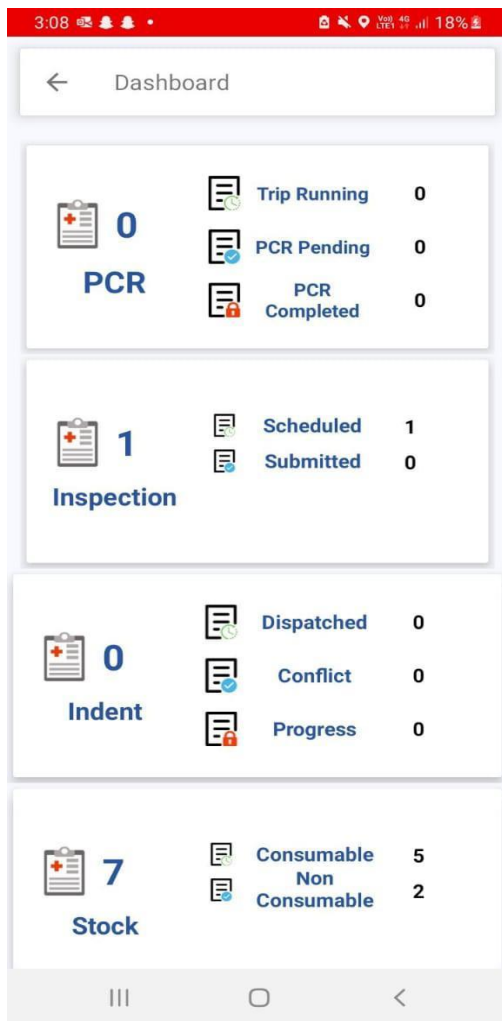 3:08 18%
Dashboard
0
PCR
Trip Running 0
PCR Pending 0
PCR
Completed 0
1
Inspection
Scheduled 1
Submitted 0
0
Indent
Dispatched 0
Conflict 0
Progress 0
7
Stock
Consumable 5
Non
Consumable 2